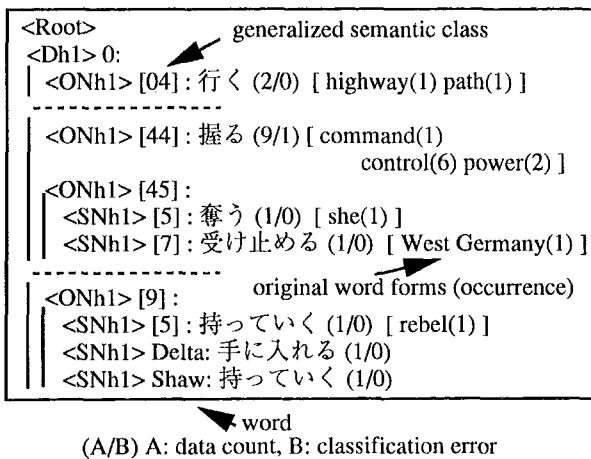 <Root>
generalized semantic class
<Dh1> 0:
<ONh1> [04] : 行く (2/0) [ highway(1) path(1) ]
<ONh1> [44] : 握る (9/1) [ command(1)
control(6) power(2) ]
<ONh1> [45] :
<SNh1> [5] : 奪う (1/0) [ she(1) ]
<SNh1> [7] : 受け止める (1/0) [ West Germany(1) ]
original word forms (occurrence)
<ONh1> [9] :
<SNh1> [5] : 持っていく (1/0) [ rebel(1) ]
<SNh1> Delta: 手に入れる (1/0)
<SNh1> Shaw: 持っていく (1/0)
word
(A/B) A: data count, B: classification error